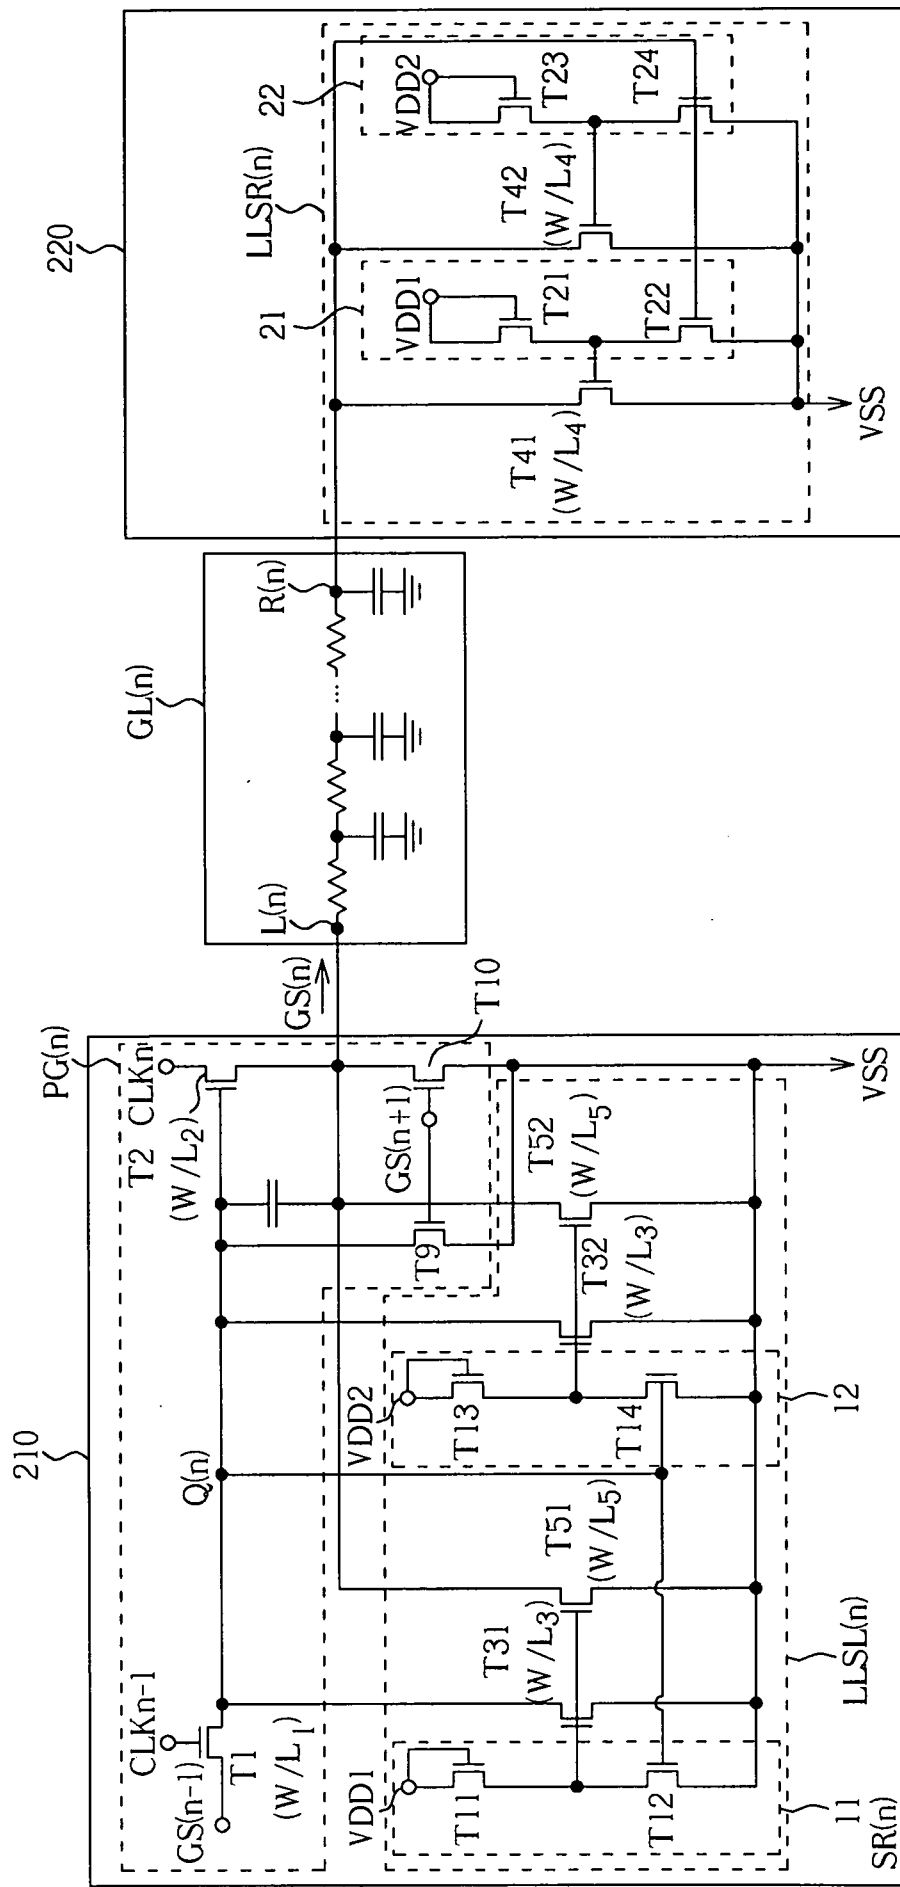 210
PG(n)
T2
CLKn
(W/L2)
CLKn-1
GS(n-1)
T1
(W/L1)
Q(n)
GS(n+1)
T9
T10
VDD1
T11
T12
11
SR(n)
T31
(W/L3)
T51
(W/L5)
VDD2
T13
T14
12
T32
(W/L3)
T52
(W/L5)
LLSL(n)
VSS
GS(n)
GL(n)
L(n)
R(n)
220
LLSR(n)
21
VDD1
T21
T22
T41
(W/L4)
22
VDD2
T23
T24
T42
(W/L4)
VSS
...